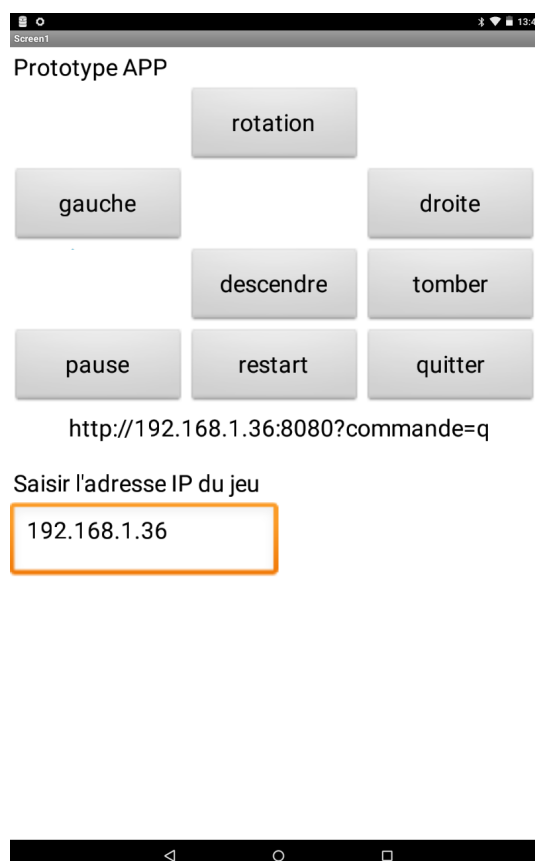 13:4
Screen1
Prototype APP
rotation
gauche droite
descendre tomber
pause restart quitter
http://192.168.1.36:8080?commande=q
Saisir l'adresse IP du jeu
192.168.1.36